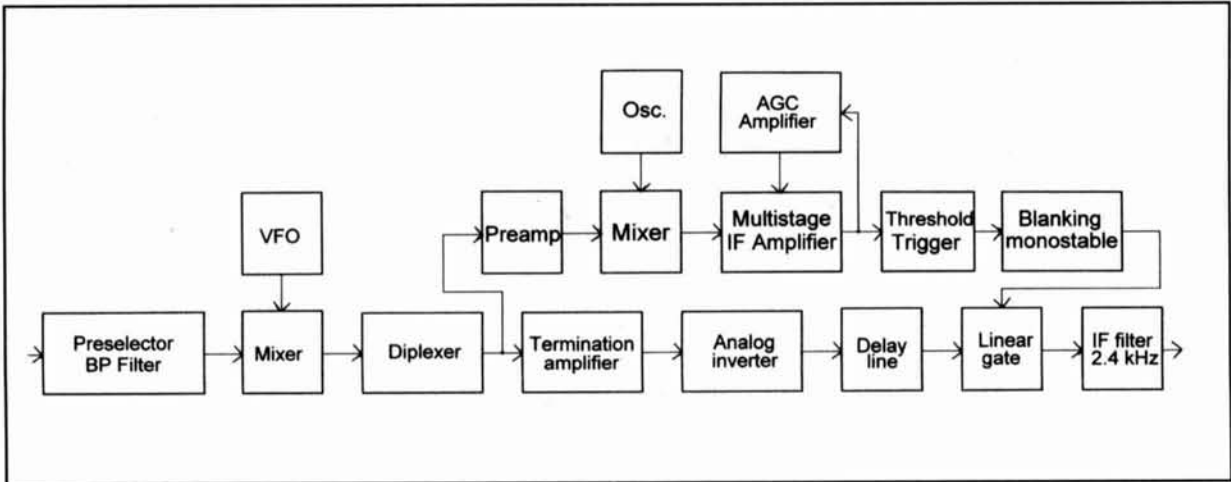 Osc.
AGC
Amplifier
VFO
Preamp
Mixer
Multistage
IF Amplifier
Threshold
Trigger
Blanking
monostable
Preselector
BP Filter
Mixer
Diplexer
Termination
amplifier
Analog
inverter
Delay
line
Linear
gate
IF filter
2.4 kHz